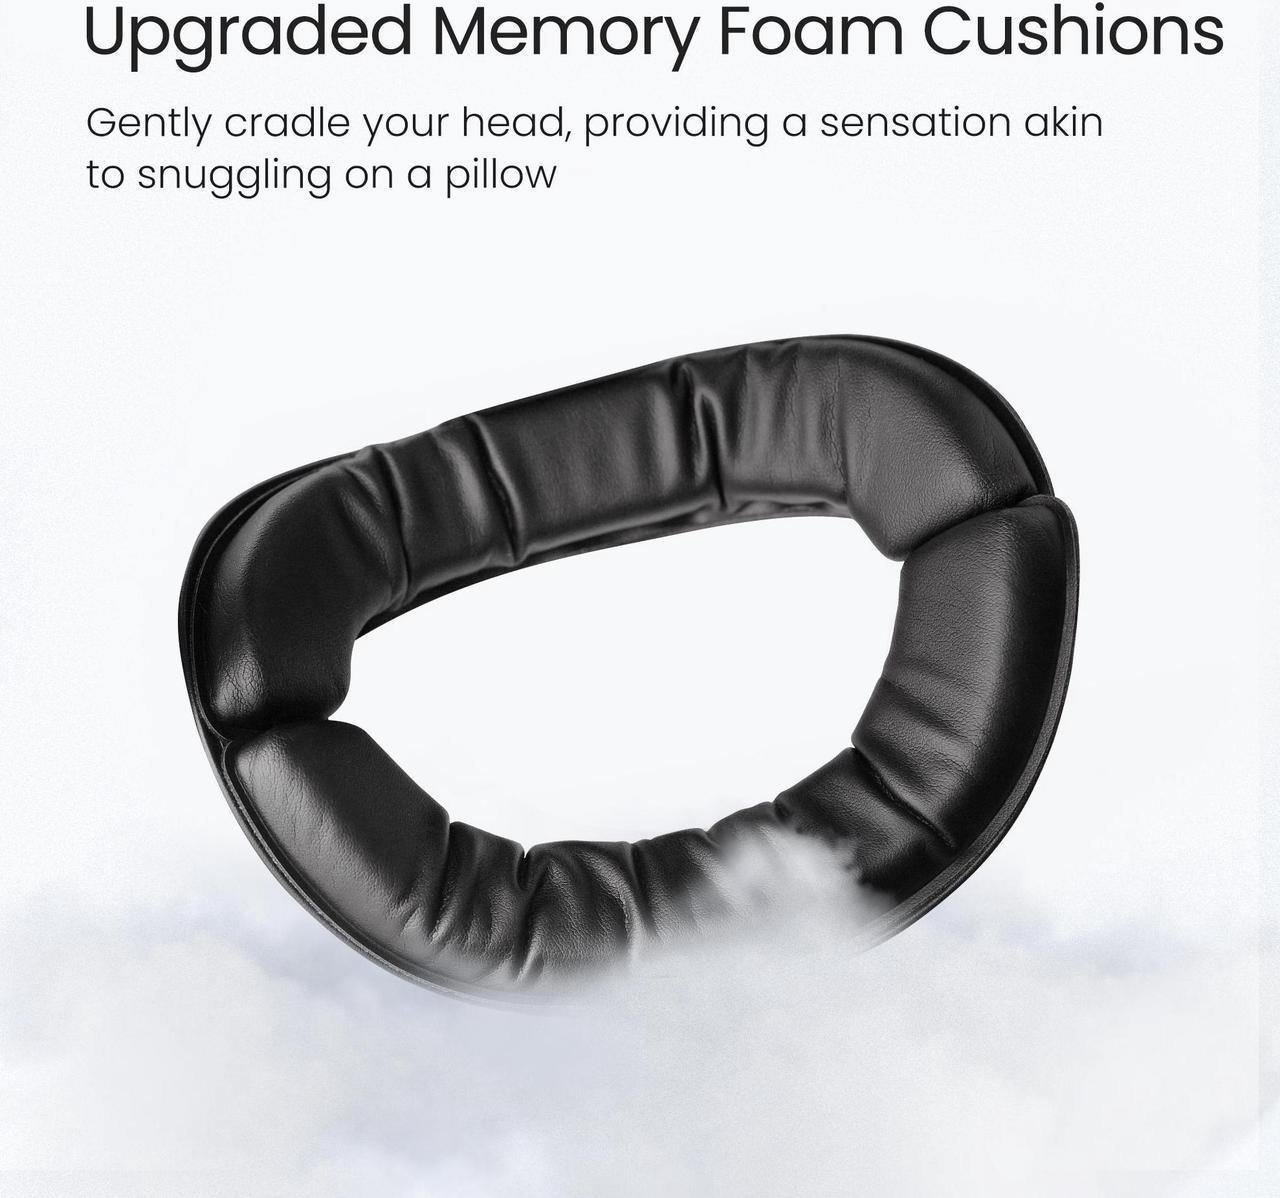 Upgraded Memory Foam Cushions
Gently cradle your head, providing a sensation akin
to snuggling on a pillow